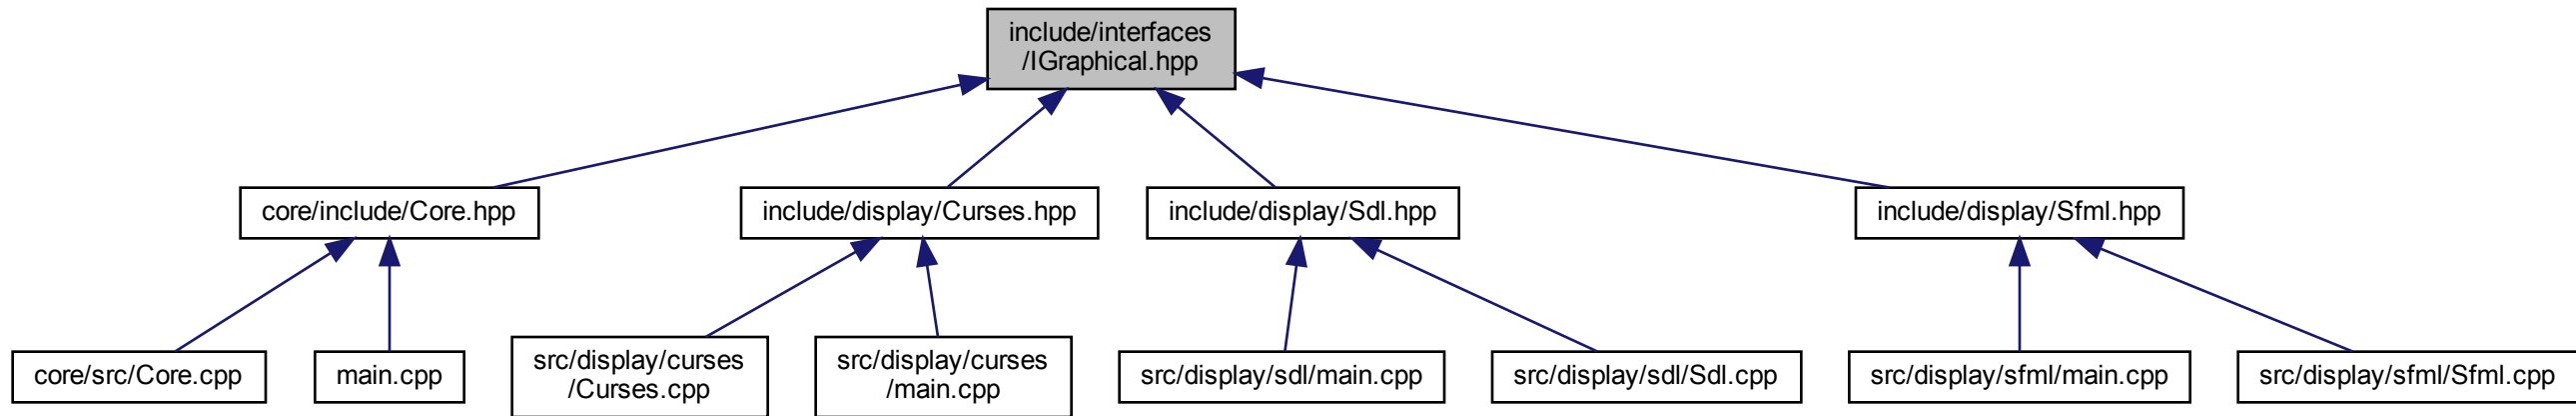 include/interfaces
/IGraphical.hpp
core/include/Core.hpp
include/display/Curses.hpp
include/display/Sdl.hpp
include/display/Sfml.hpp
core/src/Core.cpp
main.cpp
src/display/curses
/Curses.cpp
src/display/curses
/main.cpp
src/display/sdl/main.cpp
src/display/sdl/Sdl.cpp
src/display/sfml/main.cpp
src/display/sfml/Sfml.cpp